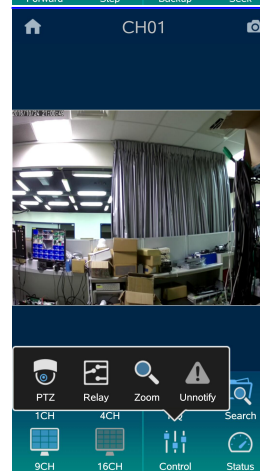 Forward Step Backup Seek
CH01
PTZ Relay Zoom Unnotify
1CH 4CH Search
9CH 16CH Control Status